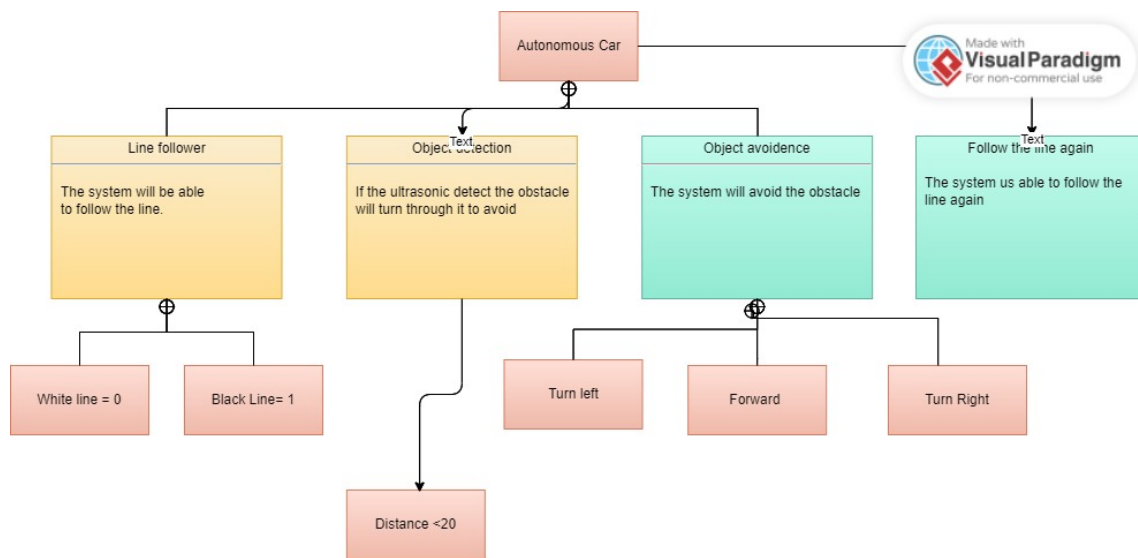 Autonomous Car
Made with
Visual Paradigm
For non-commercial use
Line follower
The system will be able
to follow the line.
Text
Object detection
If the ultrasonic detect the obstacle
will turn through it to avoid
Object avoidence
The system will avoid the obstacle
Text
Follow the line again
The system us able to follow the
line again
White line = 0
Black Line= 1
Turn left
Forward
Turn Right
Distance <20